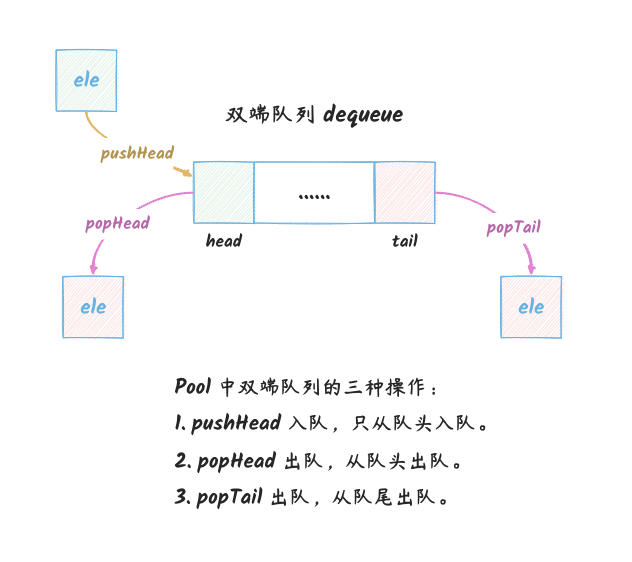 ele
双端队列 dequeue
pushHead
......
popHead
popTail
head
tail
ele
ele
Pool 中双端队列的三种操作：
1. pushHead 入队，只从队头入队。
2. popHead 出队，从队头出队。
3. popTail 出队，从队尾出队。